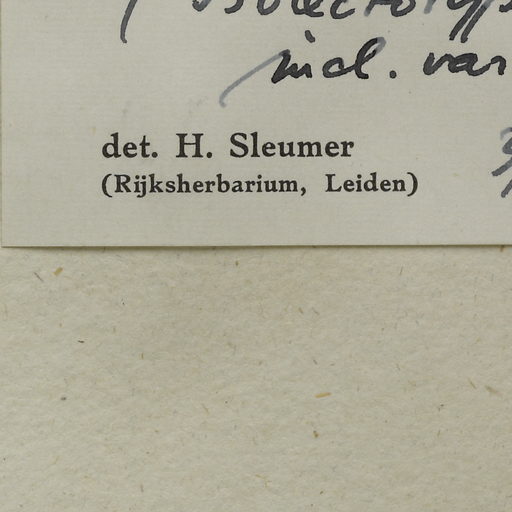 incl. var
det. H. Sleumer
(Rijksherbarium, Leiden)